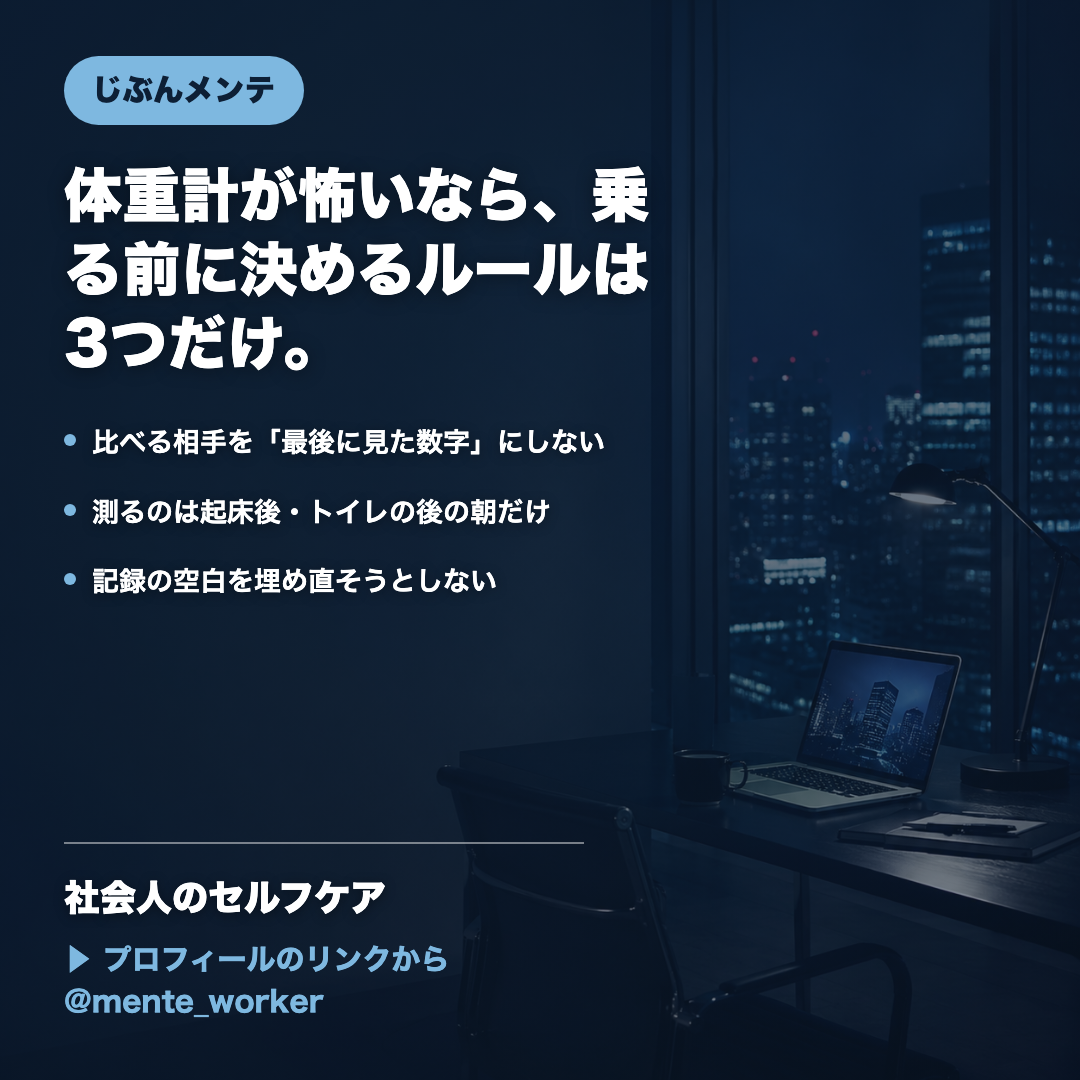 じぶんメンテ
体重計が怖いなら、乗
る前に決めるルールは
3つだけ。
比べる相手を「最後に見た数字」にしない
測るのは起床後・トイレの後の朝だけ
記録の空白を埋め直そうとしない
社会人のセルフケア
▶ プロフィールのリンクから
@mente_worker